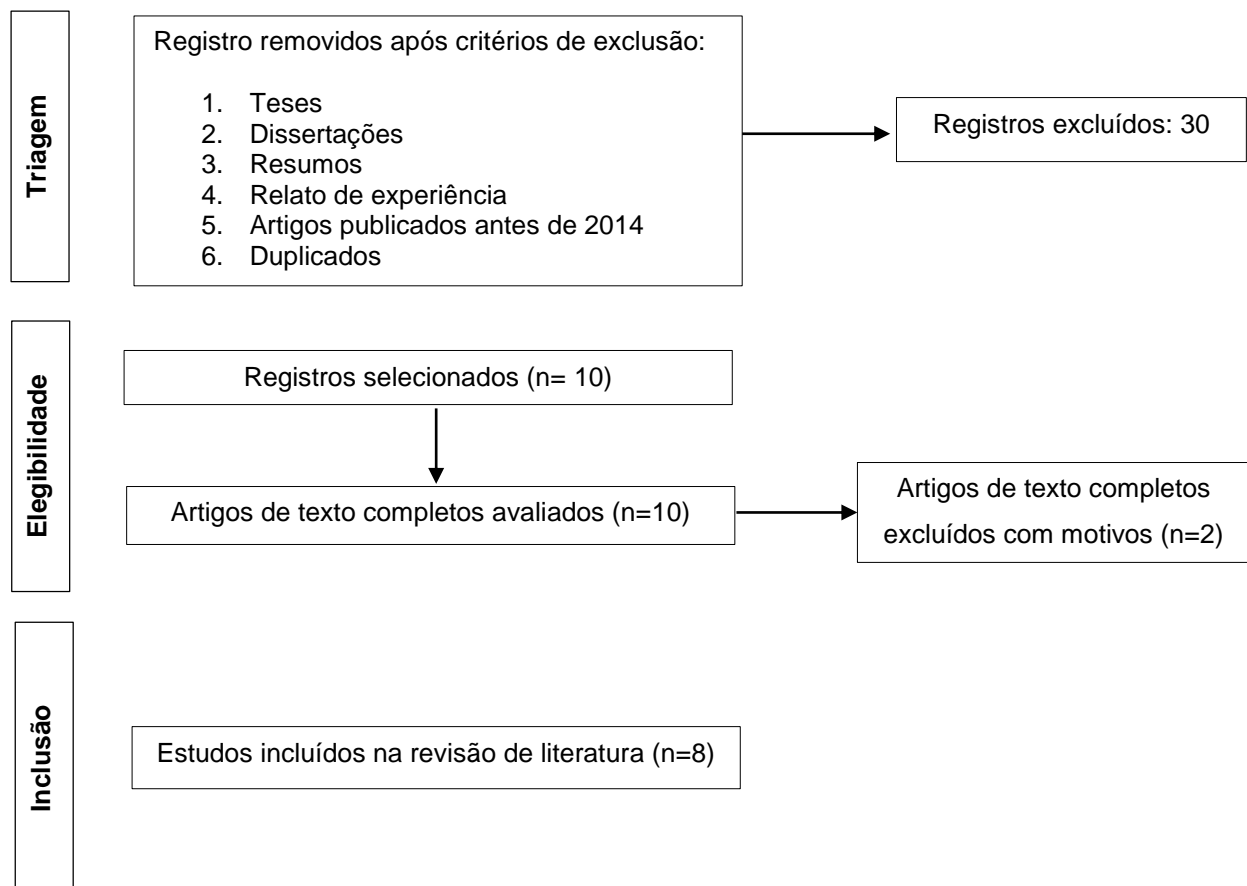 Triagem
Registro removidos após critérios de exclusão:
1. Teses
2. Dissertações
3. Resumos
4. Relato de experiência
5. Artigos publicados antes de 2014
6. Duplicados
Registros excluídos: 30
Elegibilidade
Registros selecionados (n= 10)
Artigos de texto completos avaliados (n=10)
Artigos de texto completos
excluídos com motivos (n=2)
Inclusão
Estudos incluídos na revisão de literatura (n=8)